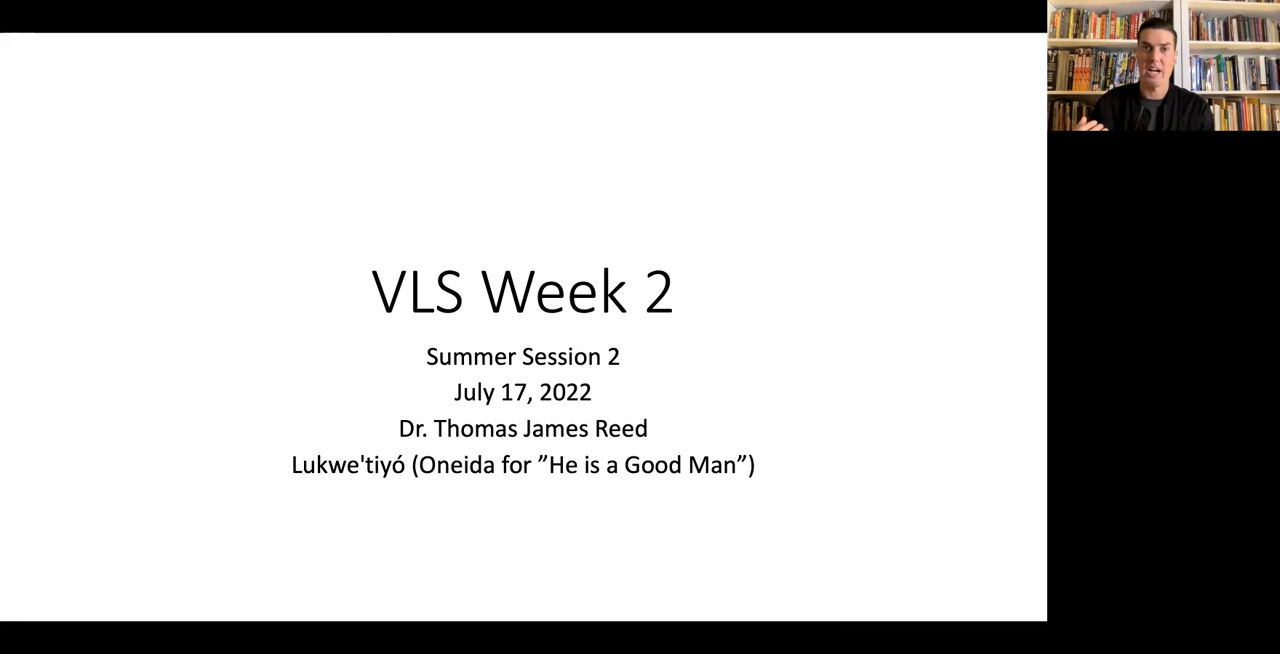 VLS Week 2
Summer Session 2
July 17, 2022
Dr. Thomas James Reed
Lukwe'tiyó (Oneida for ”He is a Good Man”)